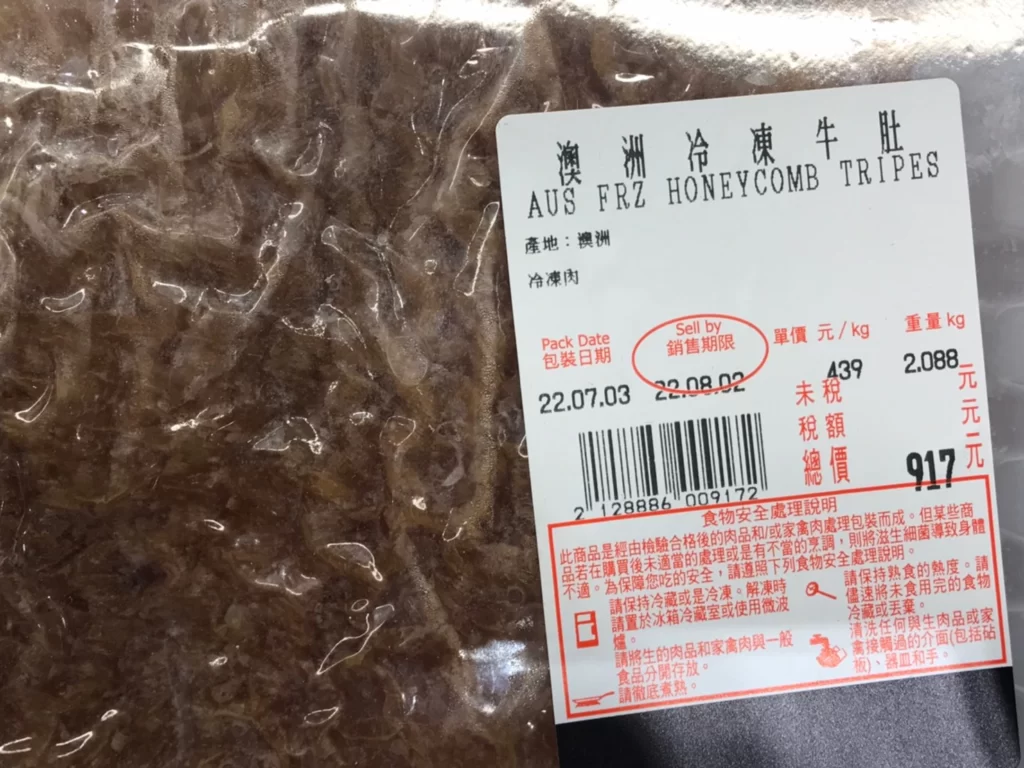 澳洲冷凍牛肚
AUS FRZ HONEYCOMB TRIPES
產地：澳洲
冷凍肉
Pack Date
包裝日期
Sell by
銷售期限
單價 元/kg
重量 kg
22.07.03
22.08.02
439
2.088
未稅 元
稅額 元
總價 917 元
2 128886 009172
食物安全處理說明
此商品是經由檢驗合格後的肉品和/或家禽肉處理包裝而成。但某些商
品若在購買後未適當的處理或是有不當的烹調，則將滋生細菌導致身體
不適。為保障您吃的安全，請遵照下列食物安全處理說明。
請保持冷藏或是冷凍。解凍時
請置於冰箱冷藏室或使用微波
爐。
請將生的肉品和家禽肉與一般
食品分開存放。
請徹底煮熟。
請保持熟食的熱度。請
儘速將未食用完的食物
冷藏或丟棄。
清洗任何與生肉品或家
禽接觸過的介面(包括砧
板)、器皿和手。